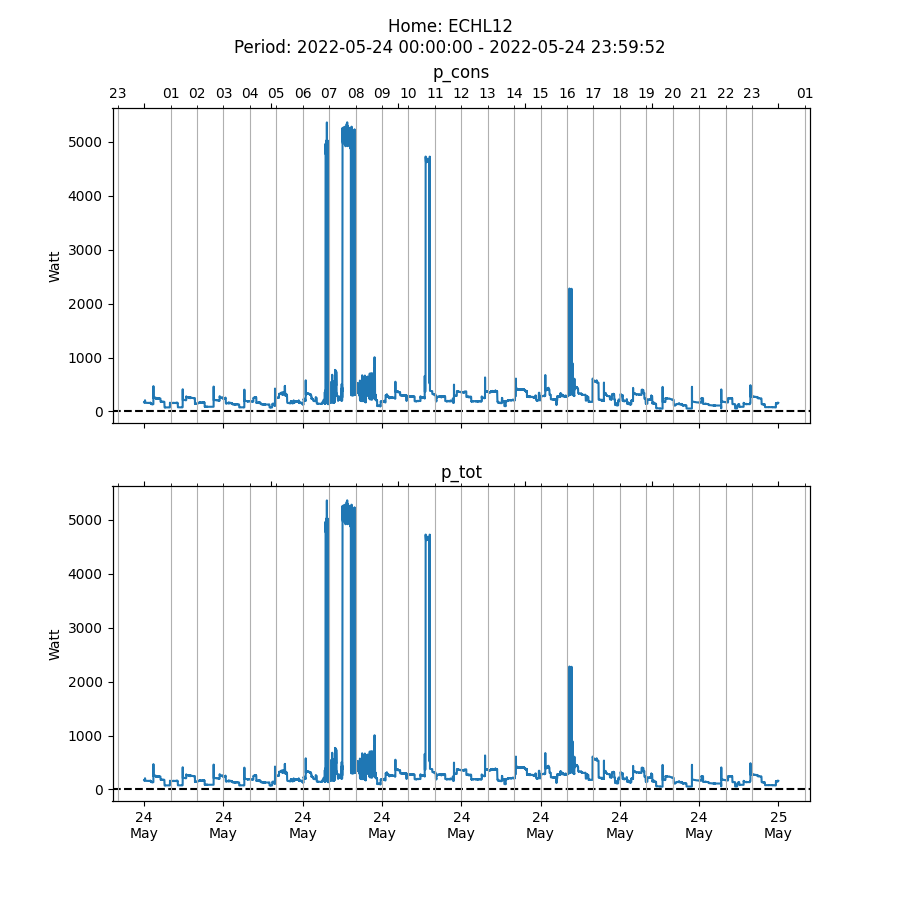 Home: ECHL12
Period: 2022-05-24 00:00:00 - 2022-05-24 23:59:52
p_cons
23 01 02 03 04 05 06 07 08 09 10 11 12 13 14 15 16 17 18 19 20 21 22 23 01
5000
4000
3000
2000
1000
0
Watt
p_tot
5000
4000
3000
2000
1000
0
Watt
24 24 24 24 24 24 24 24 25
May May May May May May May May May